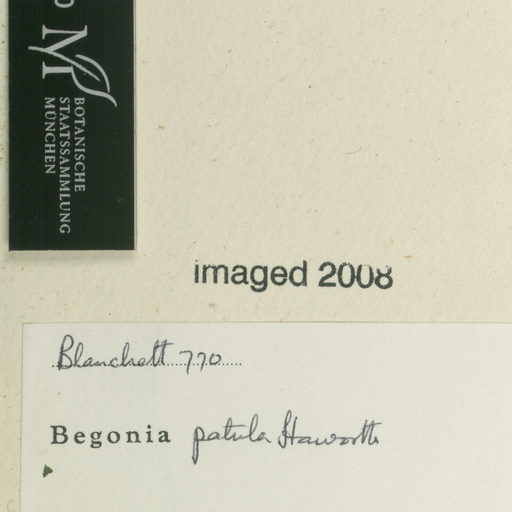 M
BOTANISCHE
STAATSSAMMLUNG
MÜNCHEN
imaged 2008
Blanchett 770
Begonia patula Haworth